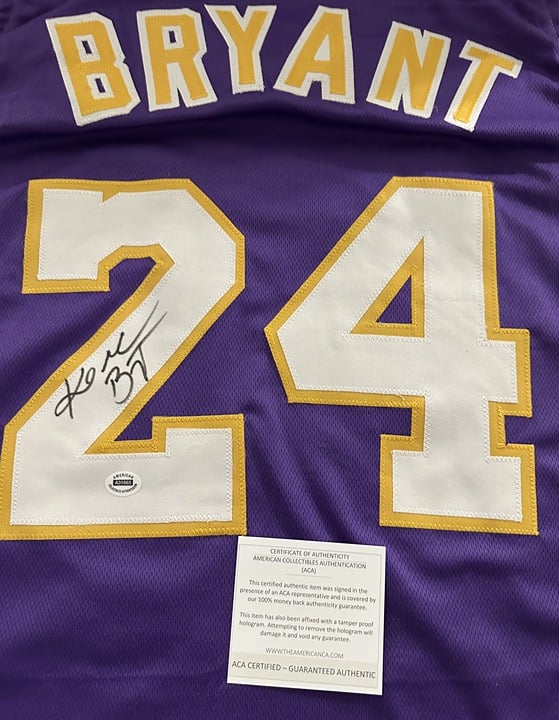 BRYANT
24
AMERICAN
CERTIFICATE OF AUTHENTICITY
AMERICAN COLLECTIBLES AUTHENTICATION
(ACA)
This certified authentic item was signed in the
presence of an ACA representative and is covered by
our 100% money back authenticity guarantee.
This item has also been affixed with a tamper proof
hologram. Attempting to remove the hologram will
damage it and void any guarantee.
WWW.THEAMERICANCA.COM
ACA CERTIFIED – GUARANTEED AUTHENTIC